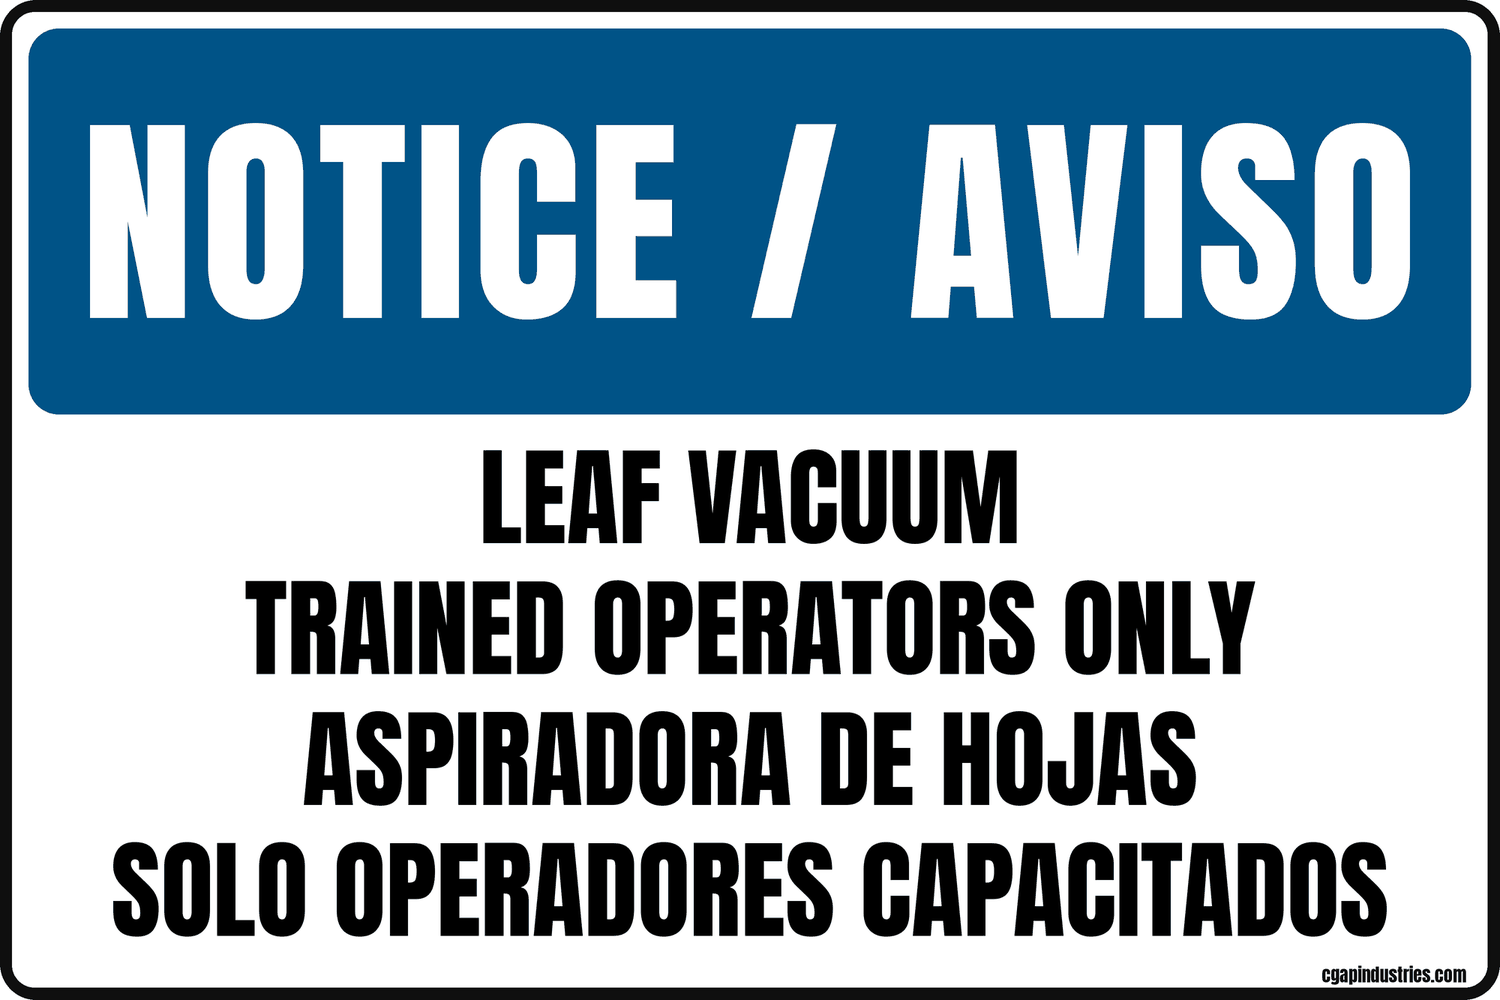 NOTICE / AVISO
LEAF VACUUM
TRAINED OPERATORS ONLY
ASPIRADORA DE HOJAS
SOLO OPERADORES CAPACITADOS
cgapindustries.com